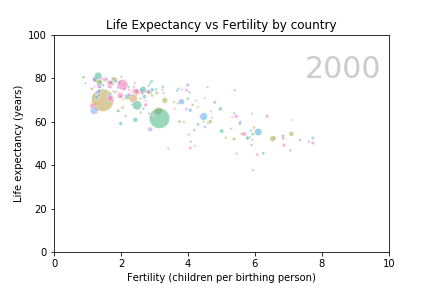 Life Expectancy vs Fertility by country
2000
Life expectancy (years)
100
80
60
40
20
0
0 2 4 6 8 10
Fertility (children per birthing person)